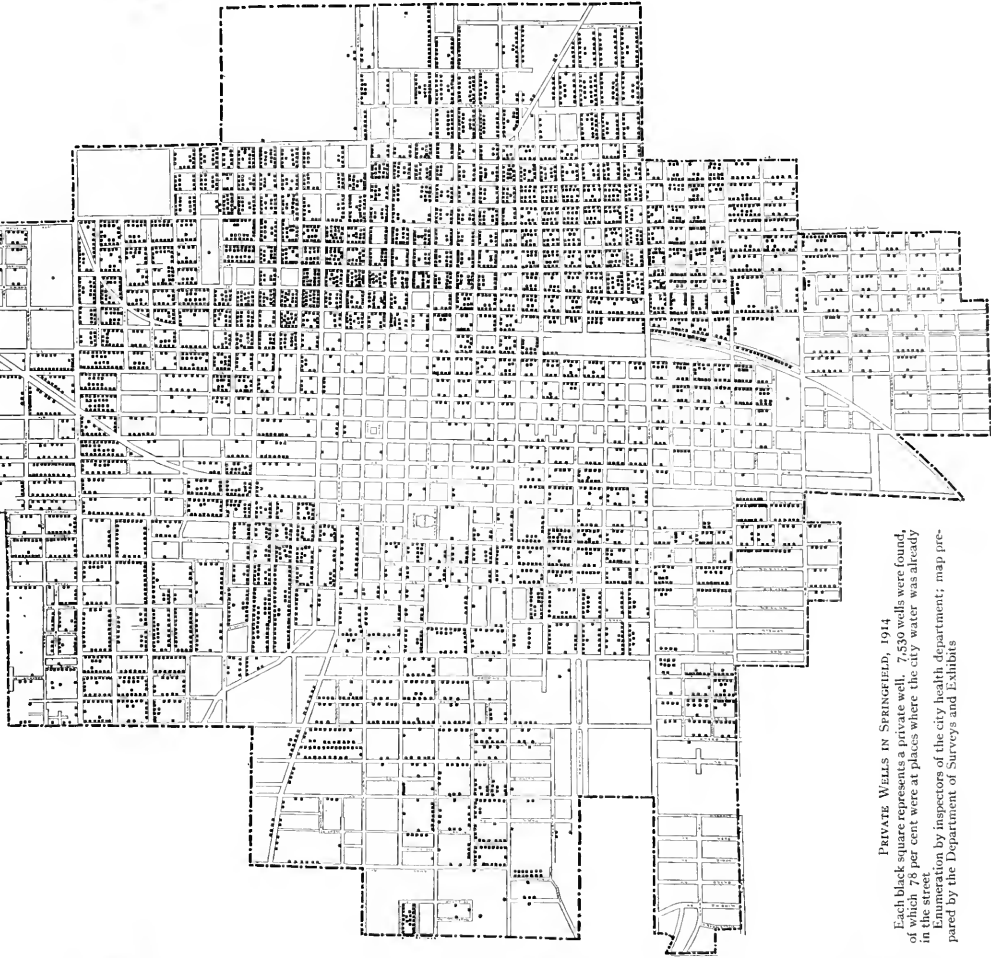 PRIVATE WELLS IN SPRINGFIELD, 1914
Each black square represents a private well. 7,539 wells were found,
of which 78 per cent were at places where the city water was already
in the street
Enumeration by inspectors of the city health department; map pre-
pared by the Department of Surveys and Exhibits